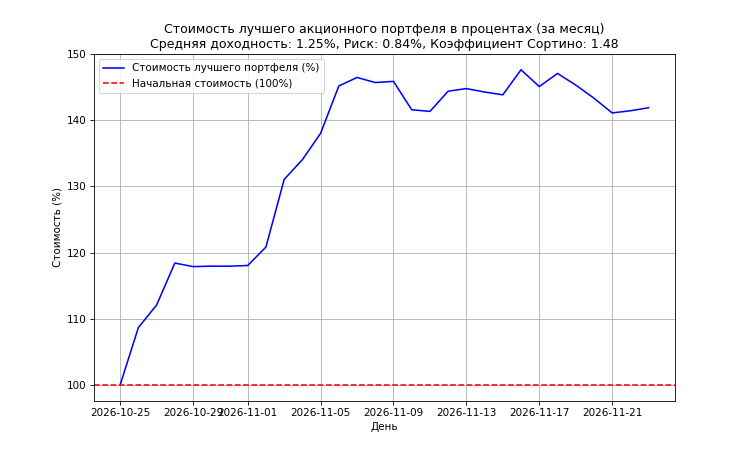 Стоимость лучшего акционного портфеля в процентах (за месяц)
Средняя доходность: 1.25%, Риск: 0.84%, Коэффициент Сортино: 1.48
Стоимость лучшего портфеля (%)
Начальная стоимость (100%)
Стоимость (%)
150
140
130
120
110
100
2026-10-25 2026-10-29 2026-11-01 2026-11-05 2026-11-09 2026-11-13 2026-11-17 2026-11-21
День